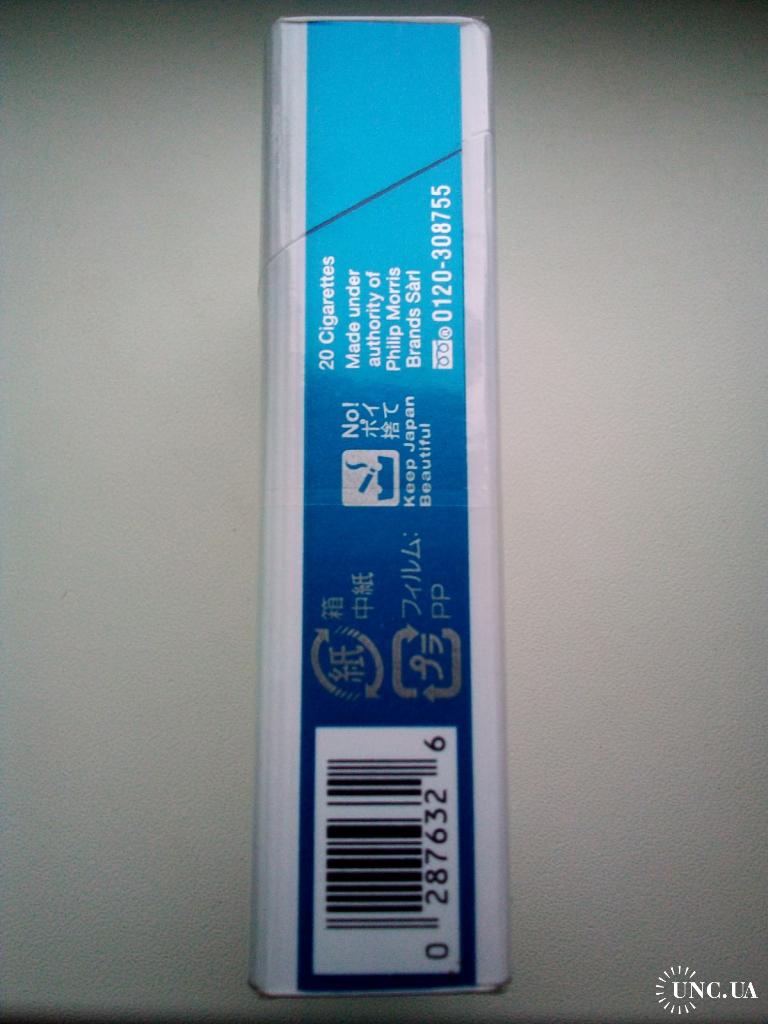 20 Cigarettes
Made under
authority of
Philip Morris
Brands Sàrl
0120-308755
No!
ポイ
捨て
Keep Japan
Beautiful
紙
箱
中紙
プラ
フィルム:
PP
0 287632 6
UNC.UA